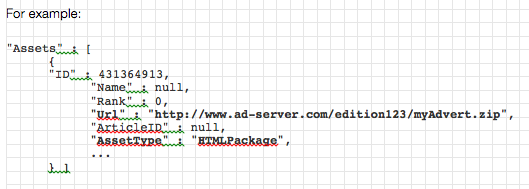 For example:
"Assets" : [
{
"ID" : 431364913,
"Name" : null,
"Rank" : 0,
"Url" : "http://www.ad-server.com/edition123/myAdvert.zip",
"ArticleID" : null,
"AssetType" : "HTMLPackage",
...
} ]